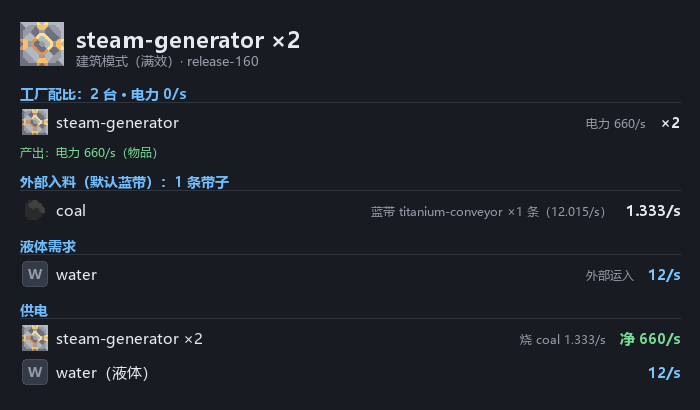 steam-generator ×2
建筑模式（满效）· release-160
工厂配比：2 台 • 电力 0/s
steam-generator 电力 660/s ×2
产出：电力 660/s（物品）
外部入料（默认蓝带）：1 条带子
coal 蓝带 titanium-conveyor ×1 条（12.015/s） 1.333/s
液体需求
W water 外部运入 12/s
供电
steam-generator ×2 烧 coal 1.333/s 净 660/s
W water（液体） 12/s